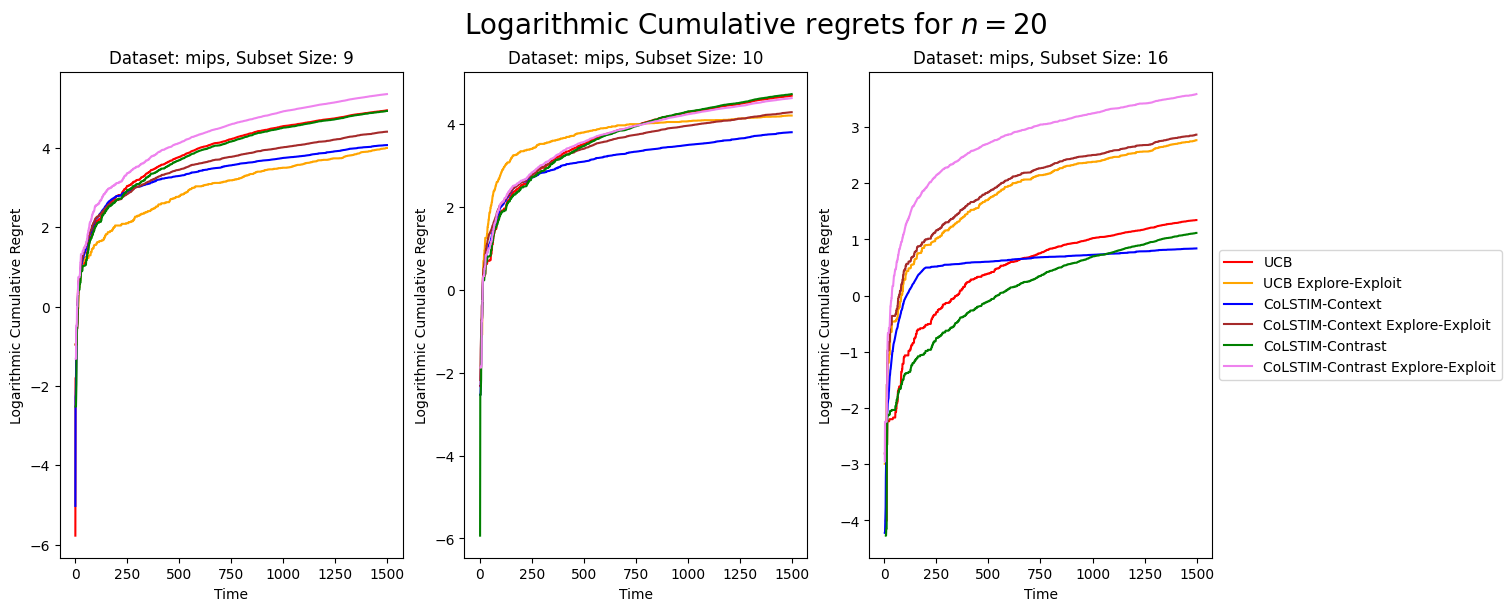 Logarithmic Cumulative regrets for n = 20
Dataset: mips, Subset Size: 9
Logarithmic Cumulative Regret
4
2
0
−2
−4
−6
0 250 500 750 1000 1250 1500
Time
Dataset: mips, Subset Size: 10
Logarithmic Cumulative Regret
4
2
0
−2
−4
−6
0 250 500 750 1000 1250 1500
Time
Dataset: mips, Subset Size: 16
Logarithmic Cumulative Regret
3
2
1
0
−1
−2
−3
−4
0 250 500 750 1000 1250 1500
Time
UCB
UCB Explore-Exploit
CoLSTIM-Context
CoLSTIM-Context Explore-Exploit
CoLSTIM-Contrast
CoLSTIM-Contrast Explore-Exploit